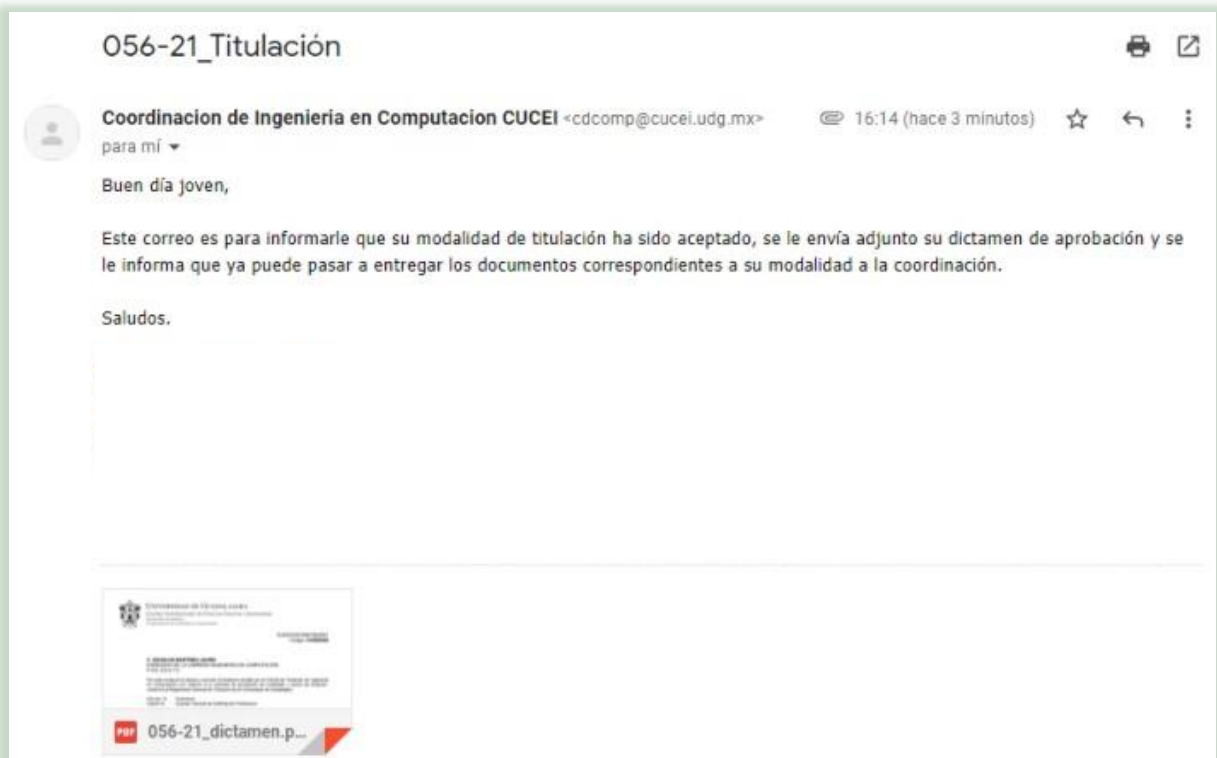 056-21_Titulación
Coordinacion de Ingenieria en Computacion CUCEI <cdcomp@cucei.udg.mx>
16:14 (hace 3 minutos)
para mí
Buen día joven,
Este correo es para informarle que su modalidad de titulación ha sido aceptado, se le envía adjunto su dictamen de aprobación y se
le informa que ya puede pasar a entregar los documentos correspondientes a su modalidad a la coordinación.
Saludos.
PDF
056-21_dictamen.p...